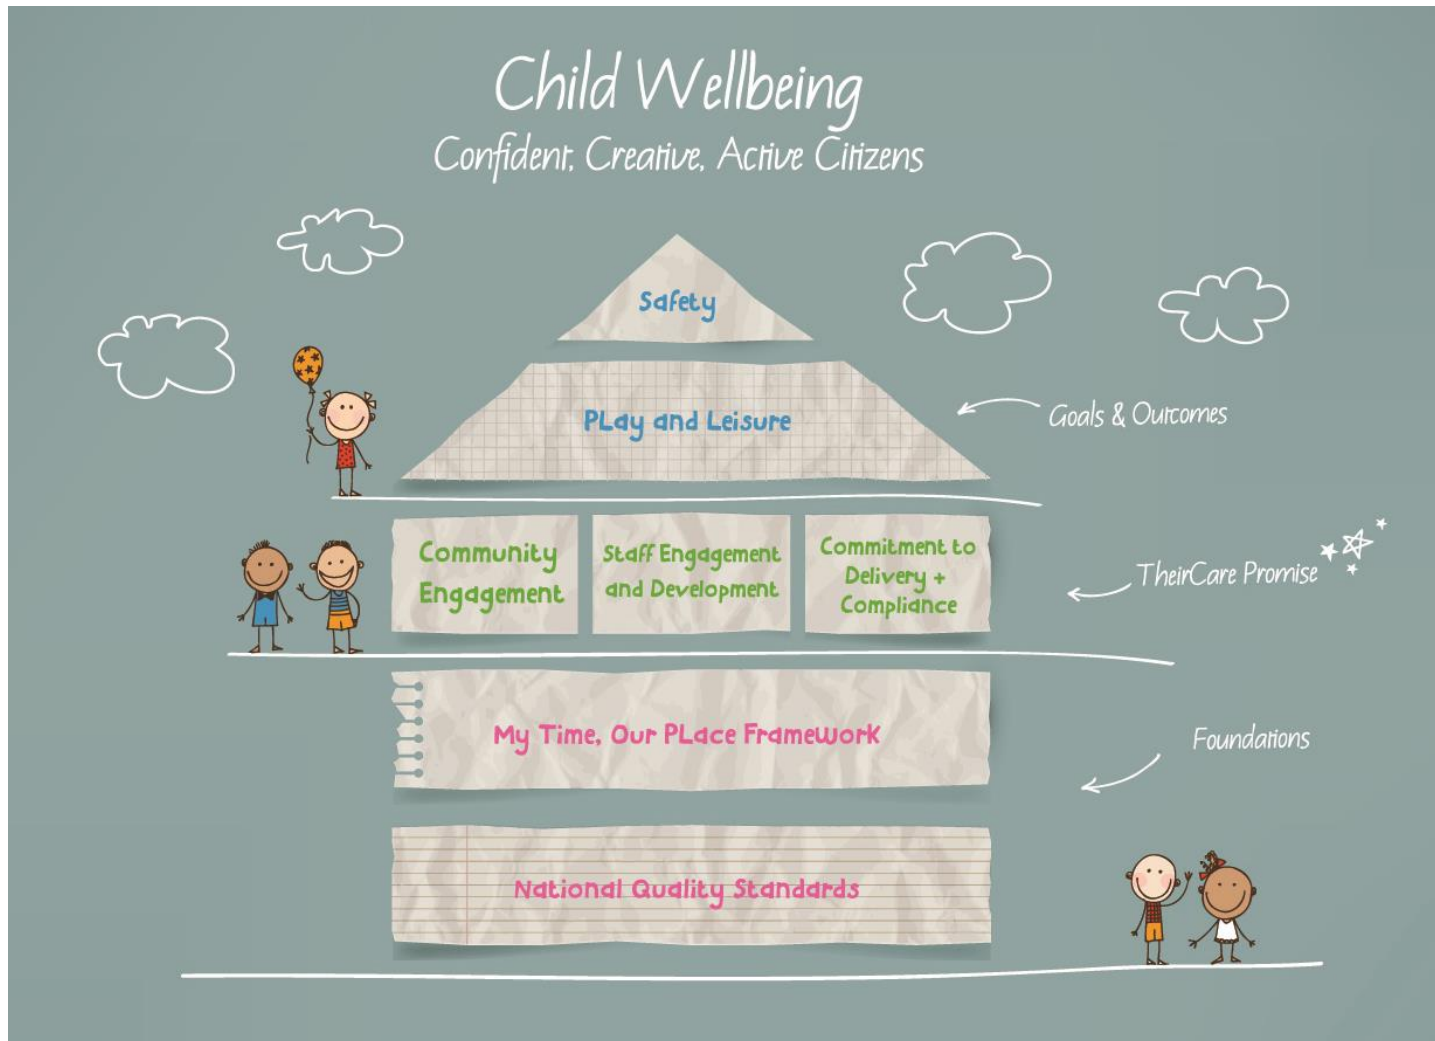 Child Wellbeing
Confident, Creative, Active Citizens
Safety
PLay and Leisure
Goals & Outcomes
Community
Engagement
Staff Engagement
and Development
Commitment to
Delivery +
Compliance
TheirCare Promise
My Time, Our PLace Framework
Foundations
National Quality Standards